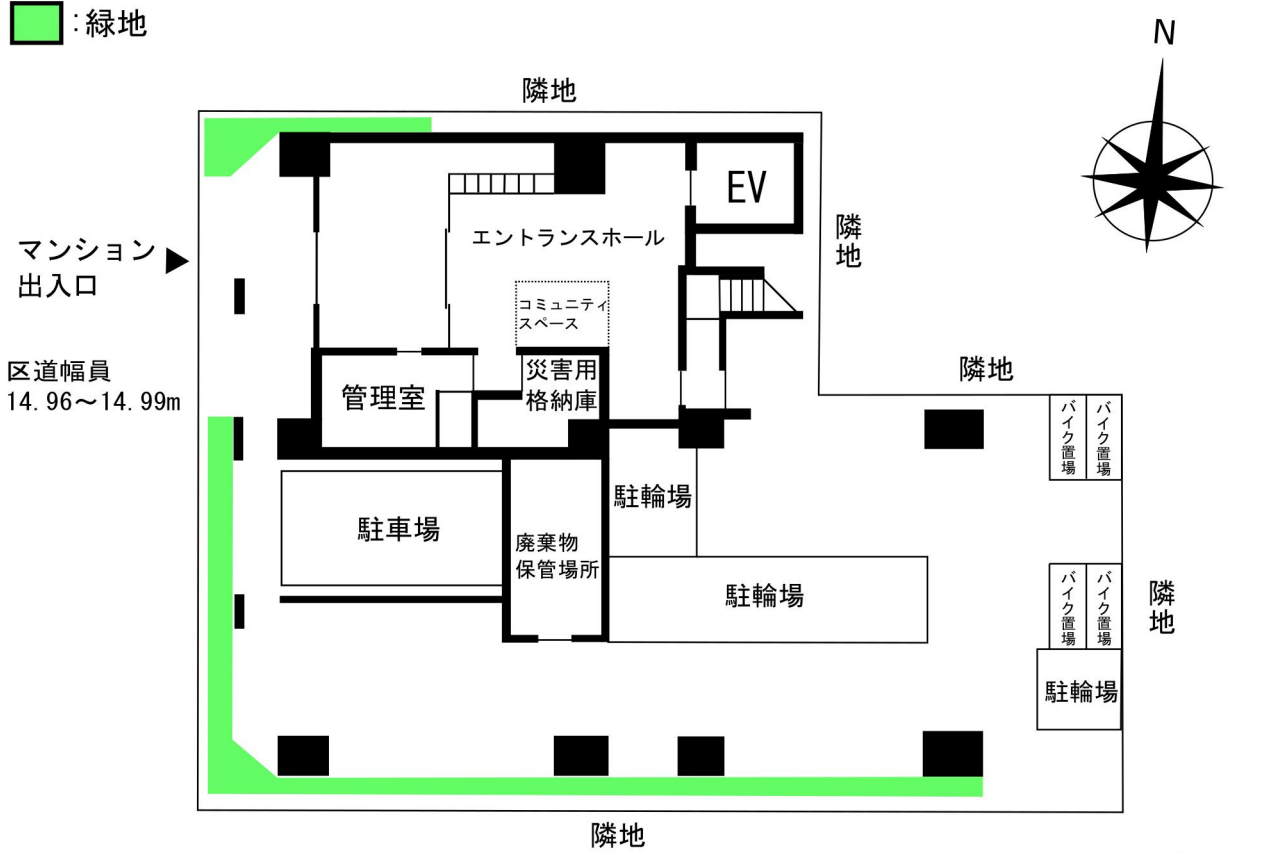 :緑地
N
隣地
EV
マンション
出入口
エントランスホール
隣地
コミュニティ
スペース
区道幅員
14.96～14.99m
管理室
災害用
格納庫
隣地
バイク置場
バイク置場
駐車場
廃棄物
保管場所
駐輪場
駐輪場
バイク置場
バイク置場
隣地
駐輪場
隣地